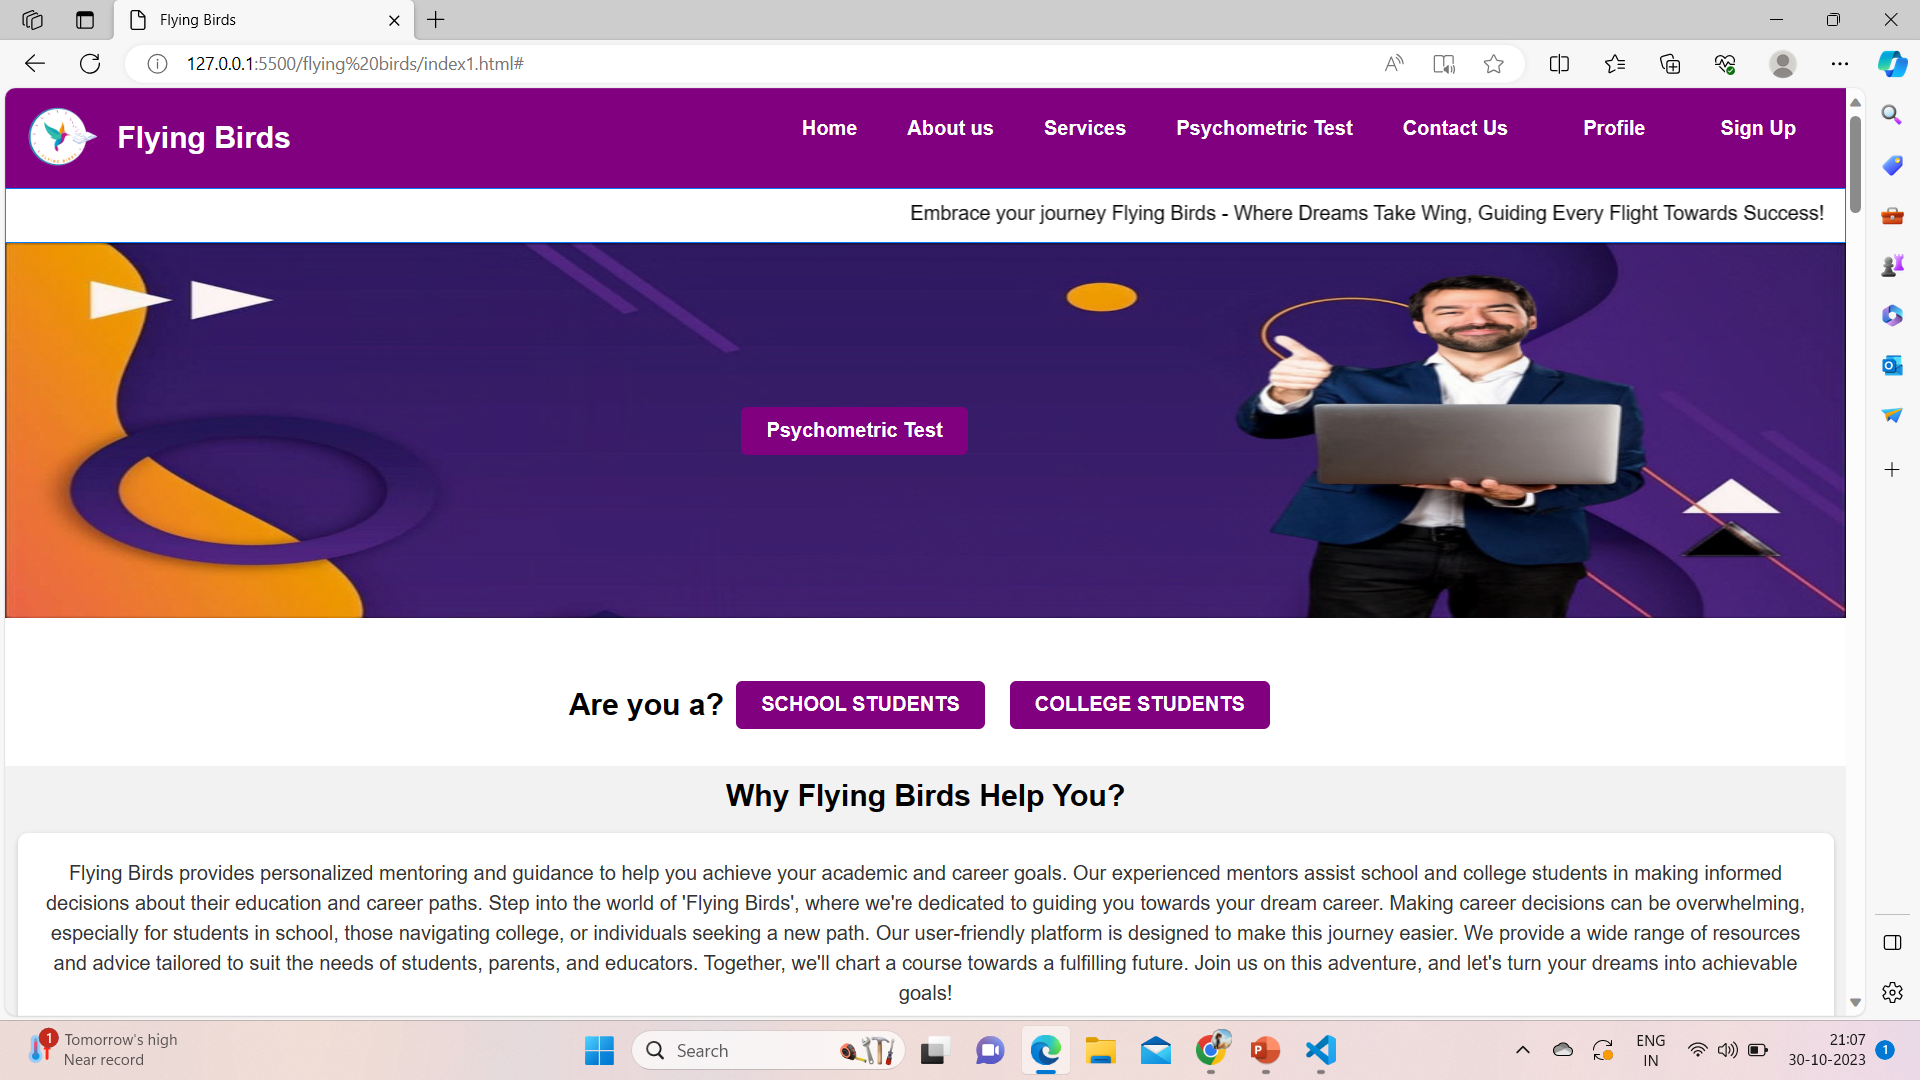 Flying Birds
127.0.0.1:5500/flying%20birds/index1.html#
Flying Birds
Home
About us
Services
Psychometric Test
Contact Us
Profile
Sign Up
Embrace your journey Flying Birds - Where Dreams Take Wing, Guiding Every Flight Towards Success!
Psychometric Test
Are you a?
SCHOOL STUDENTS
COLLEGE STUDENTS
Why Flying Birds Help You?
Flying Birds provides personalized mentoring and guidance to help you achieve your academic and career goals. Our experienced mentors assist school and college students in making informed
decisions about their education and career paths. Step into the world of 'Flying Birds', where we're dedicated to guiding you towards your dream career. Making career decisions can be overwhelming,
especially for students in school, those navigating college, or individuals seeking a new path. Our user-friendly platform is designed to make this journey easier. We provide a wide range of resources
and advice tailored to suit the needs of students, parents, and educators. Together, we'll chart a course towards a fulfilling future. Join us on this adventure, and let's turn your dreams into achievable
goals!
1
Tomorrow's high
Near record
Search
ENG
IN
21:07
30-10-2023
1